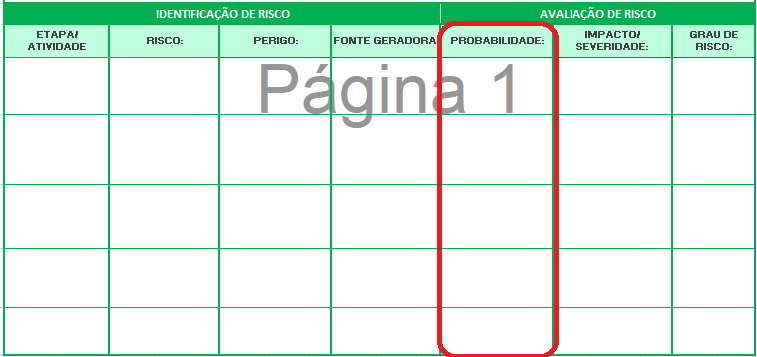 IDENTIFICAÇÃO DE RISCO AVALIAÇÃO DE RISCO
ETAPA/ ATIVIDADE RISCO: PERIGO: FONTE GERADORA PROBABILIDADE: IMPACTO/ SEVERIDADE: GRAU DE RISCO:
Página 1